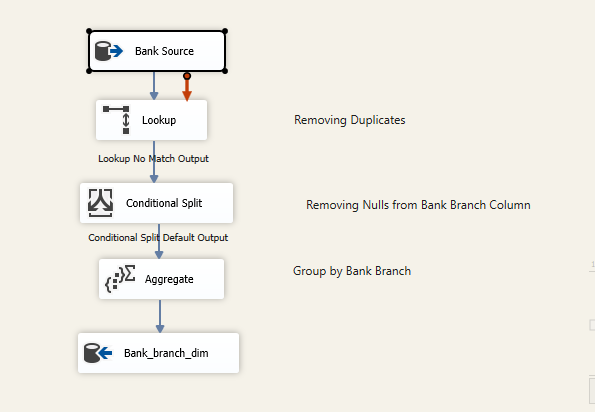 Bank Source
Lookup
Removing Duplicates
Lookup No Match Output
Conditional Split
Removing Nulls from Bank Branch Column
Conditional Split Default Output
Aggregate
Group by Bank Branch
Bank_branch_dim